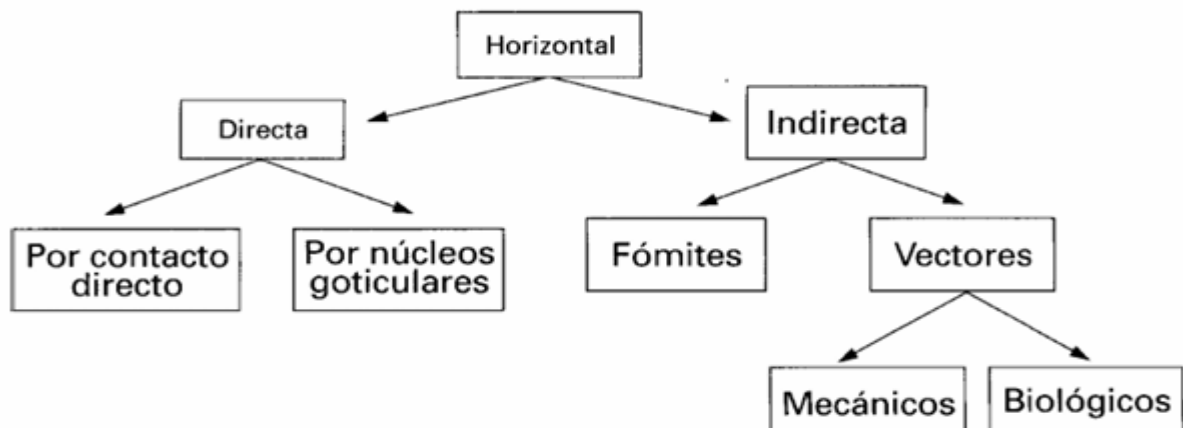 Horizontal
Directa
Indirecta
Por contacto
directo
Por núcleos
goticulares
Fómites
Vectores
Mecánicos
Biológicos